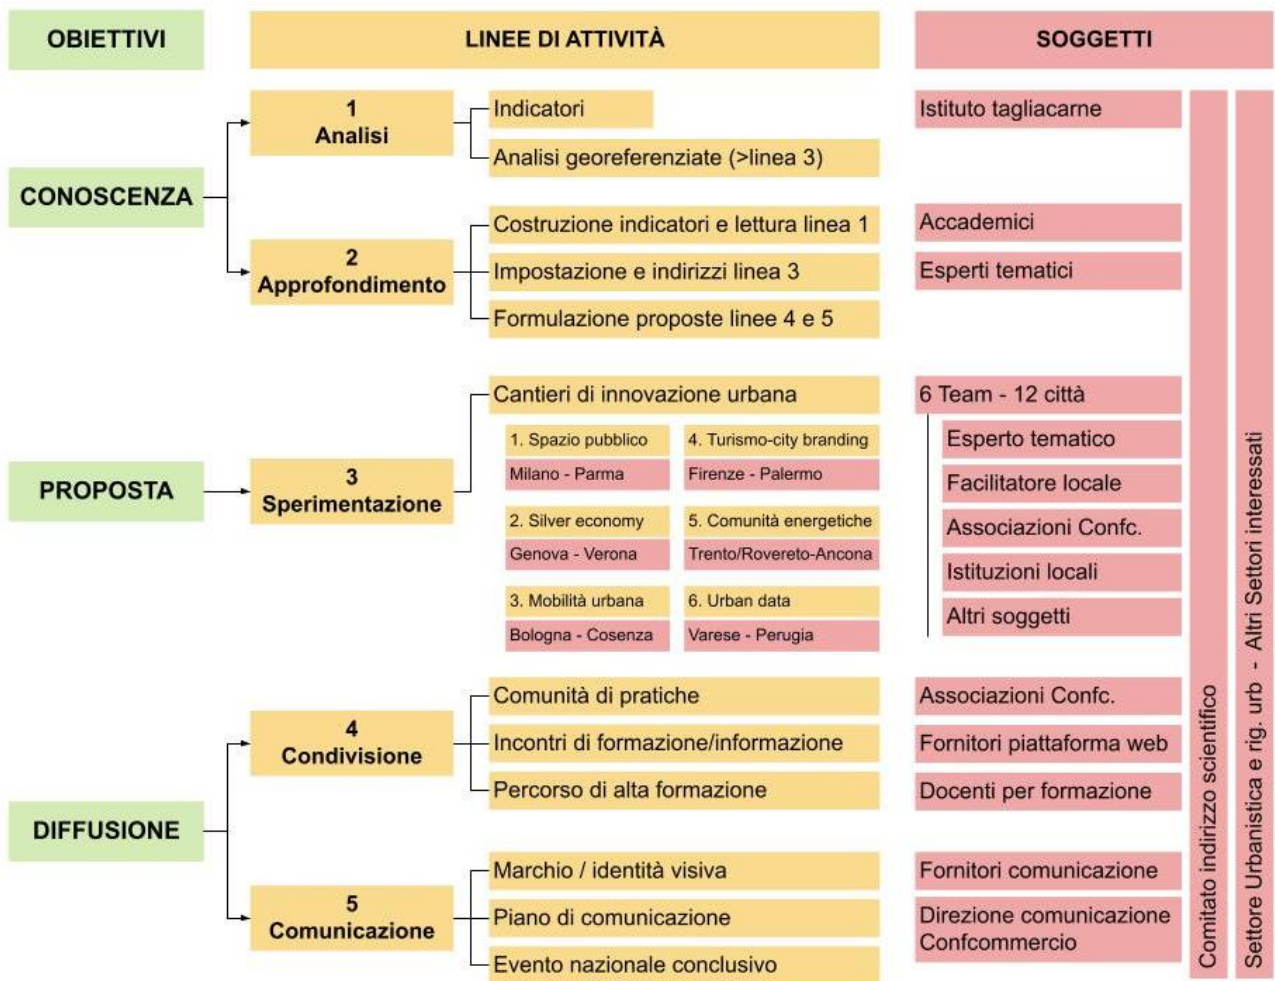 OBIETTIVI
LINEE DI ATTIVITÀ
SOGGETTI
CONOSCENZA
1
Analisi
Indicatori
Analisi georeferenziate (>linea 3)
Istituto tagliacarne
2
Approfondimento
Costruzione indicatori e lettura linea 1
Impostazione e indirizzi linea 3
Formulazione proposte linee 4 e 5
Accademici
Esperti tematici
PROPOSTA
3
Sperimentazione
Cantieri di innovazione urbana
1. Spazio pubblico
Milano - Parma
4. Turismo-city branding
Firenze - Palermo
2. Silver economy
Genova - Verona
5. Comunità energetiche
Trento/Rovereto-Ancona
3. Mobilità urbana
Bologna - Cosenza
6. Urban data
Varese - Perugia
6 Team - 12 città
Esperto tematico
Facilitatore locale
Associazioni Confc.
Istituzioni locali
Altri soggetti
DIFFUSIONE
4
Condivisione
Comunità di pratiche
Incontri di formazione/informazione
Percorso di alta formazione
Associazioni Confc.
Fornitori piattaforma web
Docenti per formazione
5
Comunicazione
Marchio / identità visiva
Piano di comunicazione
Evento nazionale conclusivo
Fornitori comunicazione
Direzione comunicazione
Confcommercio
Comitato indirizzo scientifico
Settore Urbanistica e rig. urb - Altri Settori interessati